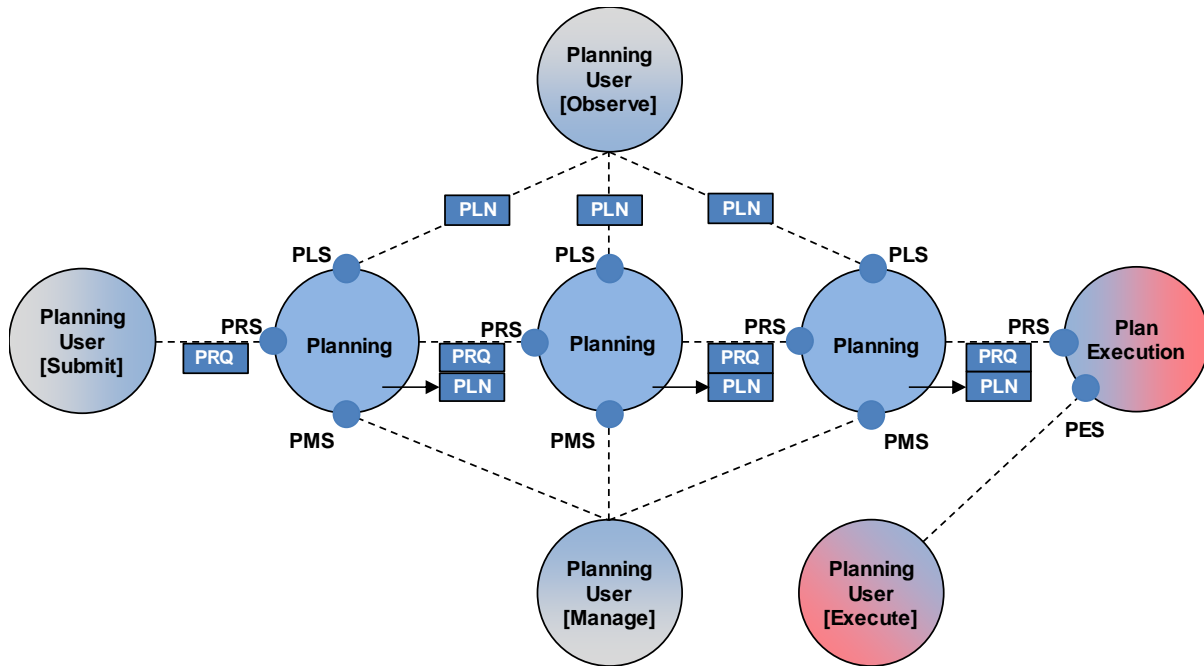 Planning
User
[Observe]
PLN
PLN
PLN
PLS
PLS
PLS
Planning
User
[Submit]
PRS
PRQ
Planning
PRS
PRQ
PLN
Planning
PRS
PRQ
PLN
Planning
PRS
PRQ
PLN
Plan
Execution
PMS
PMS
PMS
PES
Planning
User
[Manage]
Planning
User
[Execute]